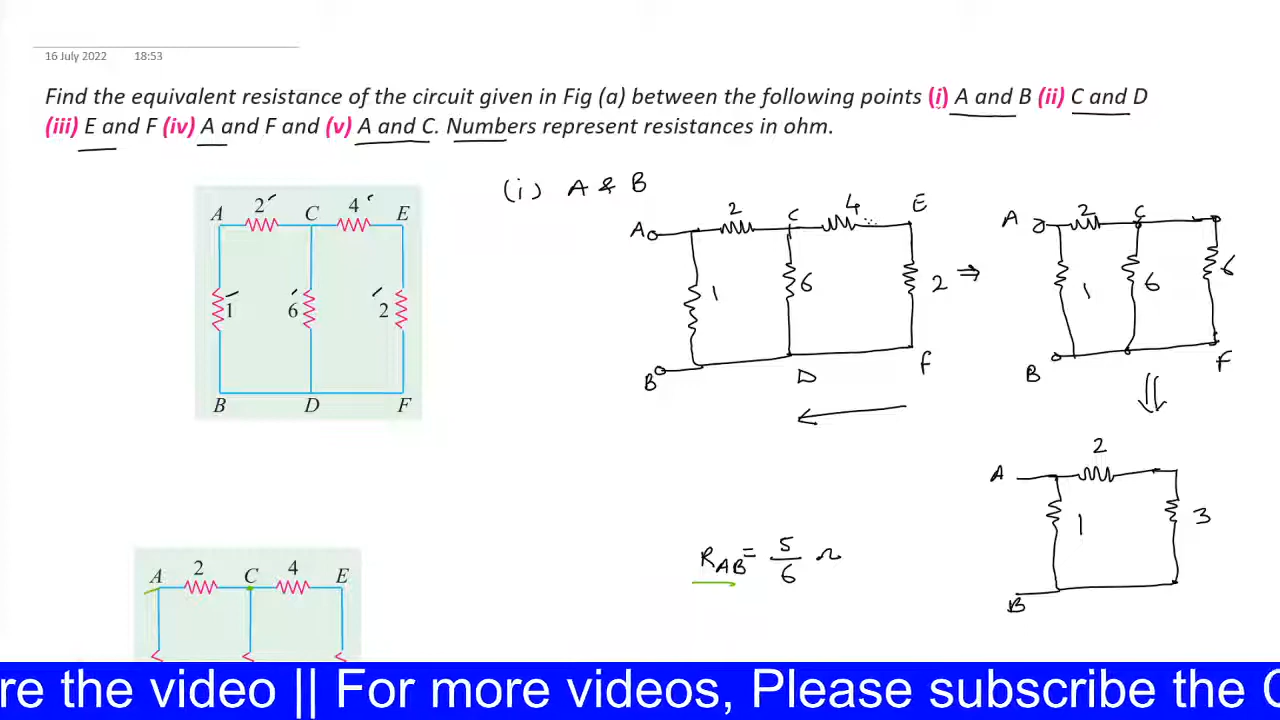 16 July 2022 18:53
Find the equivalent resistance of the circuit given in Fig (a) between the following points (i) A and B (ii) C and D
(iii) E and F (iv) A and F and (v) A and C. Numbers represent resistances in ohm.
(i) A & B
A 2 C 4 E
1 6 2
B D F
A 2 C 4 E
1 6 2
B D F
⇒
A 2 C
1 6 6
B F
⇓
2
A
1 3
B
R_AB = 5/6 Ω
A 2 C 4 E
re the video || For more videos, Please subscribe the C